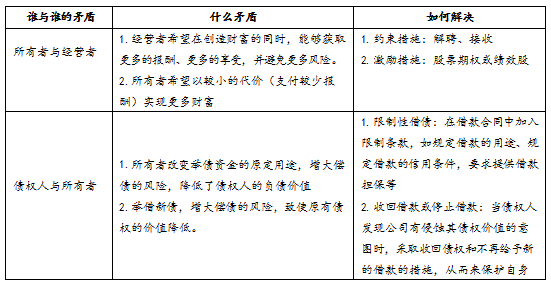 谁与谁的矛盾
什么矛盾
如何解决
所有者与经营者
1. 经营者希望在创造财富的同时，能够获取
更多的报酬、更多的享受，并避免更多风险。
2. 所有者希望以较小的代价（支付较少报
酬）实现更多财富
1. 约束措施：解聘、接收
2. 激励措施：股票期权或绩效股
债权人与所有者
1. 所有者改变举债资金的原定用途，增大偿
债的风险，降低了债权人的负债价值
2. 举借新债，增大偿债的风险，致使原有债
权的价值降低。
1. 限制性借债：在借款合同中加入
限制条款，如规定借款的用途、规
定借款的信用条件，要求提供借款
担保等
2. 收回借款或停止借款：当债权人
发现公司有侵蚀其债权价值的意
图时，采取收回债权和不再给予新
的借款的措施，从而来保护自身